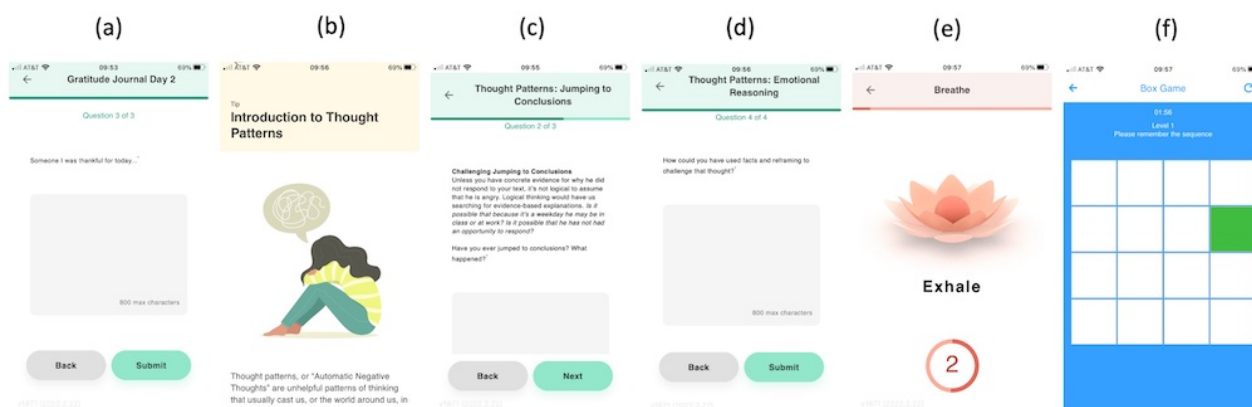 (a)
AT&T 09:53 69%
Gratitude Journal Day 2
Question 3 of 3
Someone I was thankful for today...*
800 max characters
Back Submit
(b)
AT&T 09:56 69%
Tip
Introduction to Thought
Patterns
Thought patterns, or "Automatic Negative
Thoughts" are unhelpful patterns of thinking
that usually cast us, or the world around us, in
(c)
AT&T 09:55 69%
Thought Patterns: Jumping to
Conclusions
Question 2 of 3
Challenging Jumping to Conclusions
Unless you have concrete evidence for why he did
not respond to your text, it's not logical to assume
that he is angry. Logical thinking would have us
searching for evidence-based explanations. Is it
possible that because it's a weekday he may be in
class or at work? Is it possible that he has not had
an opportunity to respond?
Have you ever jumped to conclusions? What
happened?*
Back Next
(d)
AT&T 09:56 69%
Thought Patterns: Emotional
Reasoning
Question 4 of 4
How could you have used facts and reframing to
challenge that thought?*
800 max characters
Back Submit
(e)
AT&T 09:57 69%
Breathe
Exhale
2
(f)
AT&T 09:57 69%
Box Game
01:56
Level 1
Please remember the sequence